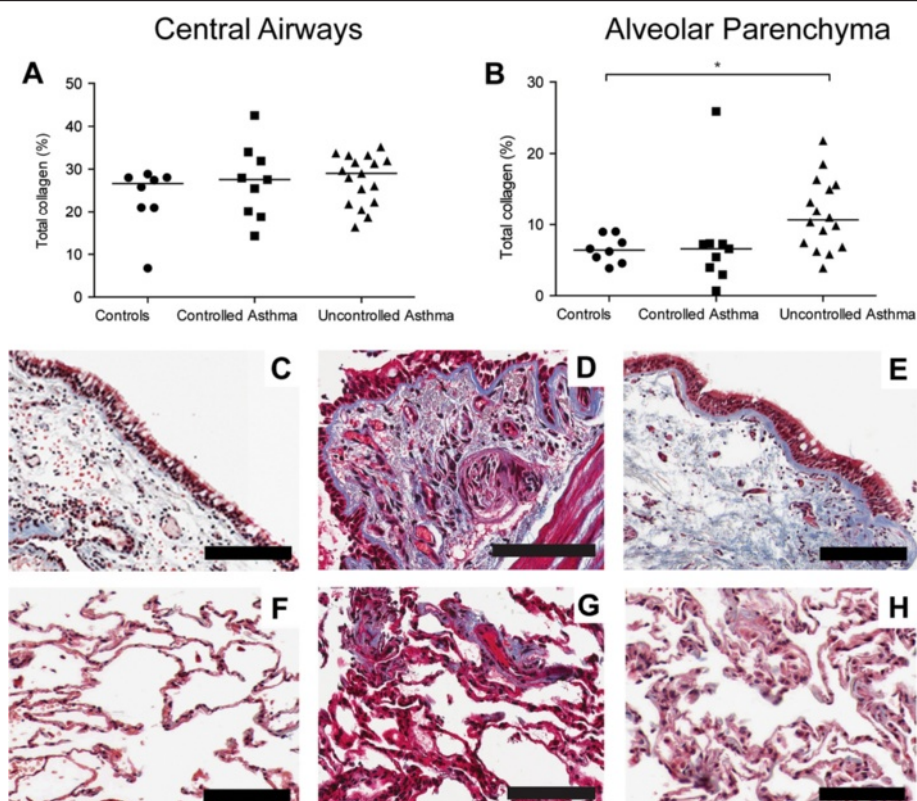 Central Airways
Alveolar Parenchyma
A
50
40
30
20
10
0
Total collagen (%)
Controls
Controlled Asthma
Uncontrolled Asthma
B
*
30
20
10
0
Total collagen (%)
Controls
Controlled Asthma
Uncontrolled Asthma
C
D
E
F
G
H